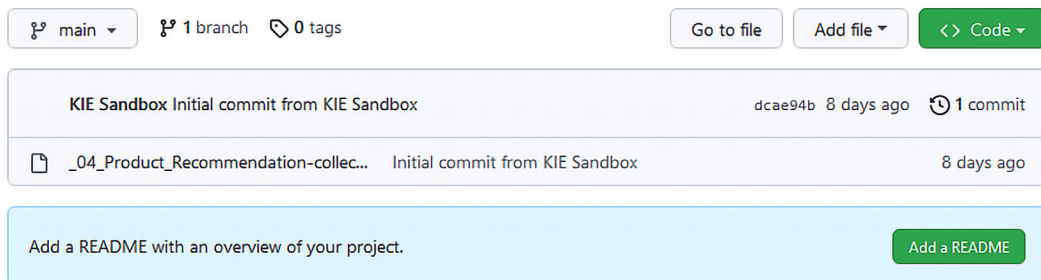 main 1 branch 0 tags Go to file Add file <> Code
KIE Sandbox Initial commit from KIE Sandbox dcae94b 8 days ago 1 commit
_04_Product_Recommendation-collec... Initial commit from KIE Sandbox 8 days ago
Add a README with an overview of your project. Add a README